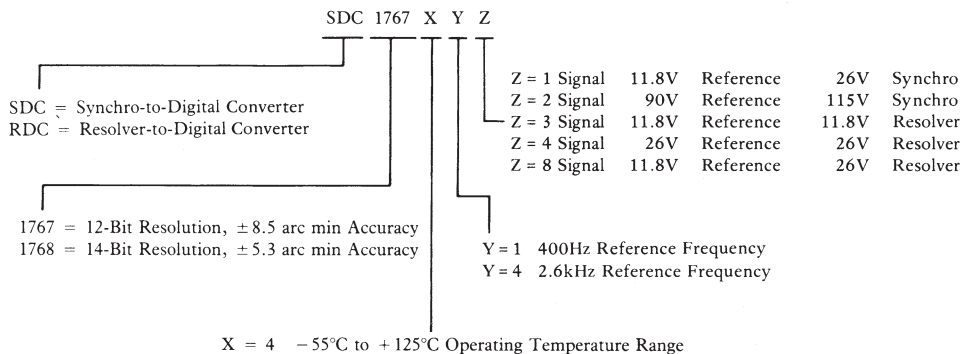 SDC 1767 X Y Z
Z = 1 Signal 11.8V Reference 26V Synchro
Z = 2 Signal 90V Reference 115V Synchro
Z = 3 Signal 11.8V Reference 11.8V Resolver
Z = 4 Signal 26V Reference 26V Resolver
Z = 8 Signal 11.8V Reference 26V Resolver
SDC = Synchro-to-Digital Converter
RDC = Resolver-to-Digital Converter
1767 = 12-Bit Resolution, ±8.5 arc min Accuracy
1768 = 14-Bit Resolution, ±5.3 arc min Accuracy
Y = 1 400Hz Reference Frequency
Y = 4 2.6kHz Reference Frequency
X = 4 −55°C to +125°C Operating Temperature Range